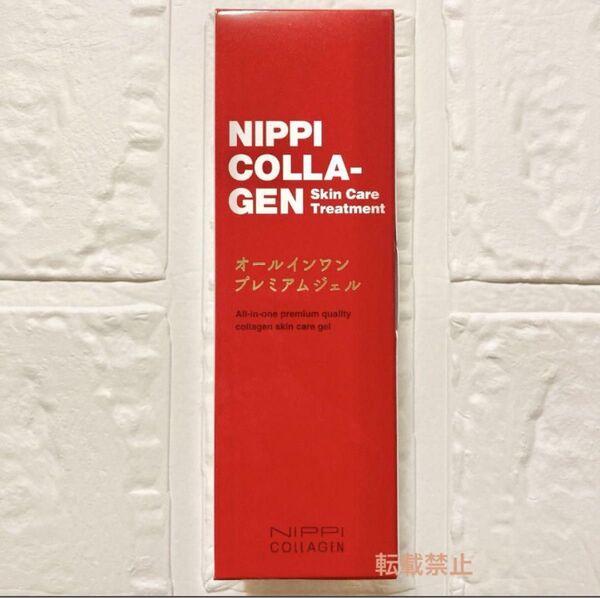 NIPPI
COLLA-
GEN Skin Care
Treatment
オールインワン
プレミアムジェル
All-in-one premium quality
collagen skin care gel
NIPPI
COLLAGEN
転載禁止